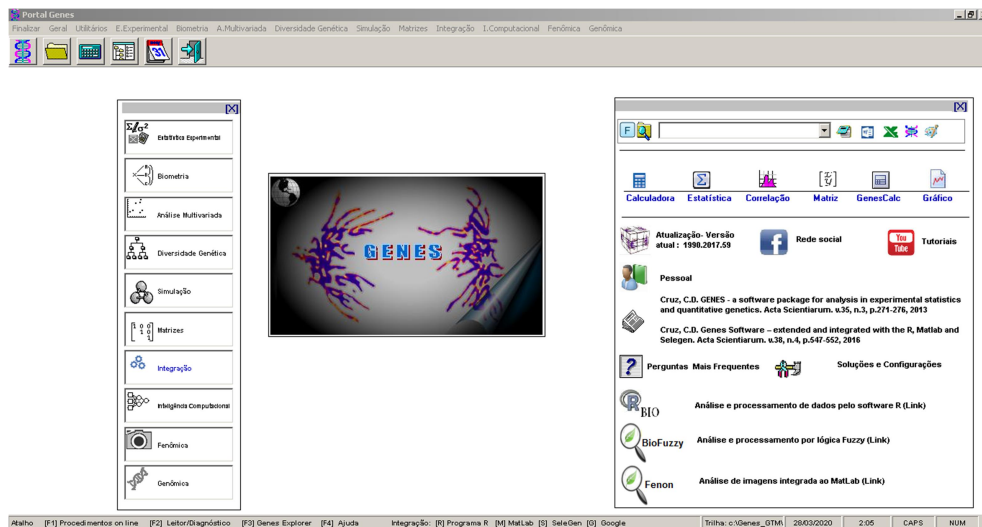 Portal Genes
Finalizar Geral Utilitários E.Experimental Biometria A.Multivariada Diversidade Genética Simulação Matrizes Integração I.Computacional Fenômica Genômica
31
[X]
Σ∫σ²
Estatística Experimental
Biometria
Análise Multivariada
Diversidade Genética
Simulação
Matrizes
Integração
Inteligência Computacional
Fenômica
Genômica
GENES
[X]
F
Calculadora Estatística Correlação Matriz GenesCalc Gráfico
Atualização- Versão
atual : 1990.2017.59
Rede social
You
Tube
Tutoriais
Pessoal
Cruz, C.D. GENES - a software package for analysis in experimental statistics
and quantitative genetics. Acta Scientiarum. v.35, n.3, p.271-276, 2013
Cruz, C.D. Genes Software – extended and integrated with the R, Matlab and
Selegen. Acta Scientiarum. v.38, n.4, p.547-552, 2016
? Perguntas Mais Frequentes
Soluções e Configurações
R BIO
Análise e processamento de dados pelo software R (Link)
BioFuzzy
Análise e processamento por lógica Fuzzy (Link)
Fenon
Análise de imagens integrada ao MatLab (Link)
Atalho [F1] Procedimentos on line [F2] Leitor/Diagnóstico [F3] Genes Explorer [F4] Ajuda Integração: [R] Programa R [M] MatLab [S] SeleGen [G] Google Trilha: c:\Genes_GTM\ 28/03/2020 2:05 CAPS NUM